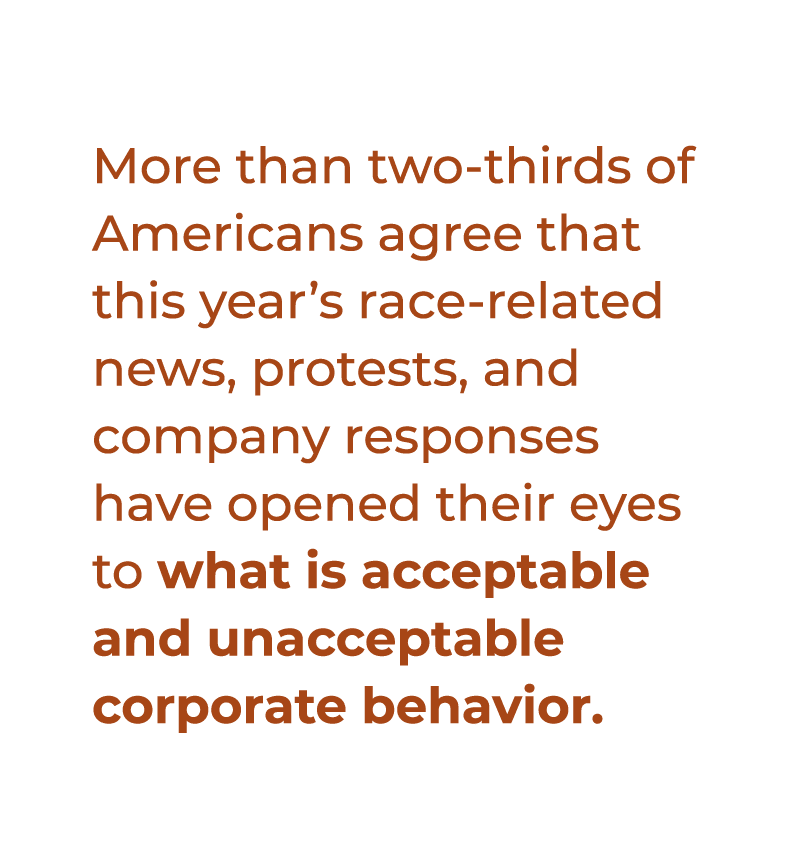 More than two-thirds of
Americans agree that
this year’s race-related
news, protests, and
company responses
have opened their eyes
to what is acceptable
and unacceptable
corporate behavior.